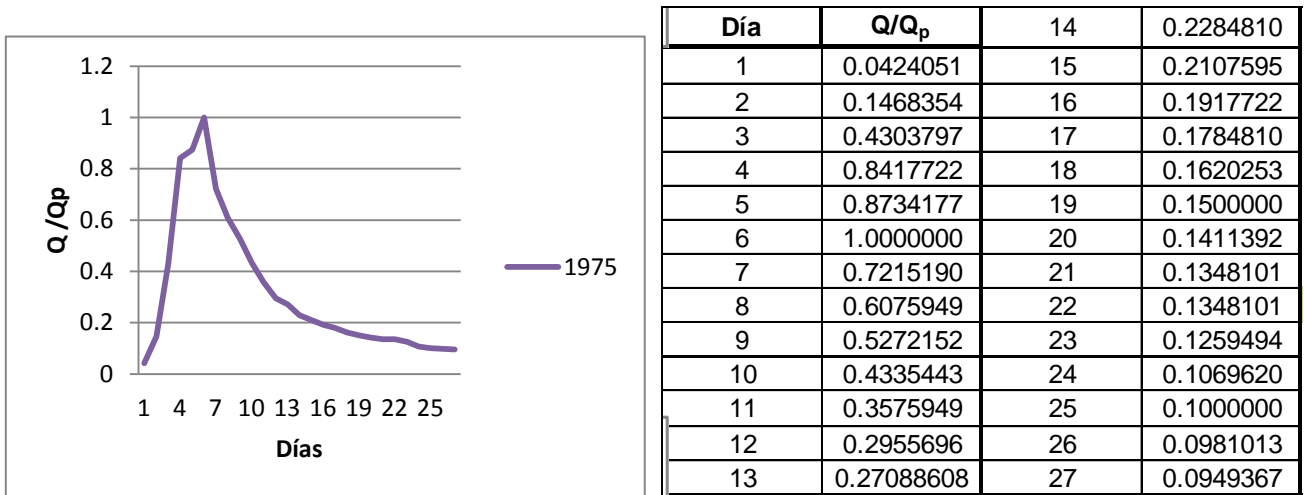 1.2
1
0.8
0.6
0.4
0.2
0
Q /Qp
1 4 7 10 13 16 19 22 25
Días
1975
Día Q/Qp 14 0.2284810
1 0.0424051 15 0.2107595
2 0.1468354 16 0.1917722
3 0.4303797 17 0.1784810
4 0.8417722 18 0.1620253
5 0.8734177 19 0.1500000
6 1.0000000 20 0.1411392
7 0.7215190 21 0.1348101
8 0.6075949 22 0.1348101
9 0.5272152 23 0.1259494
10 0.4335443 24 0.1069620
11 0.3575949 25 0.1000000
12 0.2955696 26 0.0981013
13 0.27088608 27 0.0949367